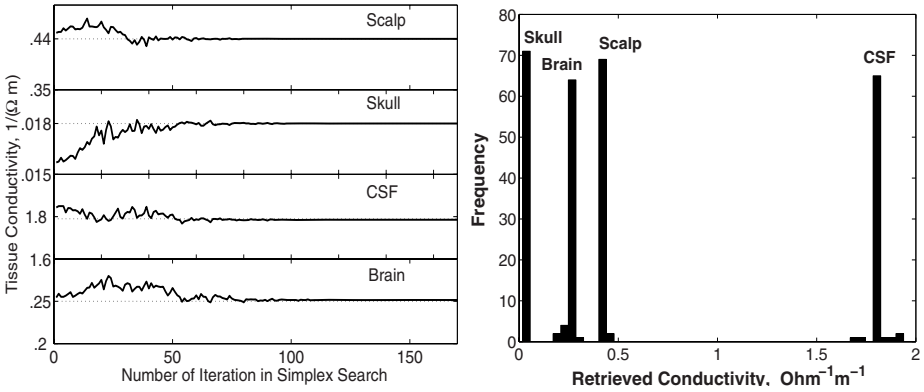 Tissue Conductivity, 1/(Ω m)
Scalp
.44
.35
Skull
.018
.015
CSF
1.8
1.6
Brain
.25
.2
0 50 100 150
Number of Iteration in Simplex Search
Frequency
80
70
60
50
40
30
20
10
0
Skull
Brain
Scalp
CSF
0 0.5 1 1.5 2
Retrieved Conductivity, Ohm⁻¹m⁻¹